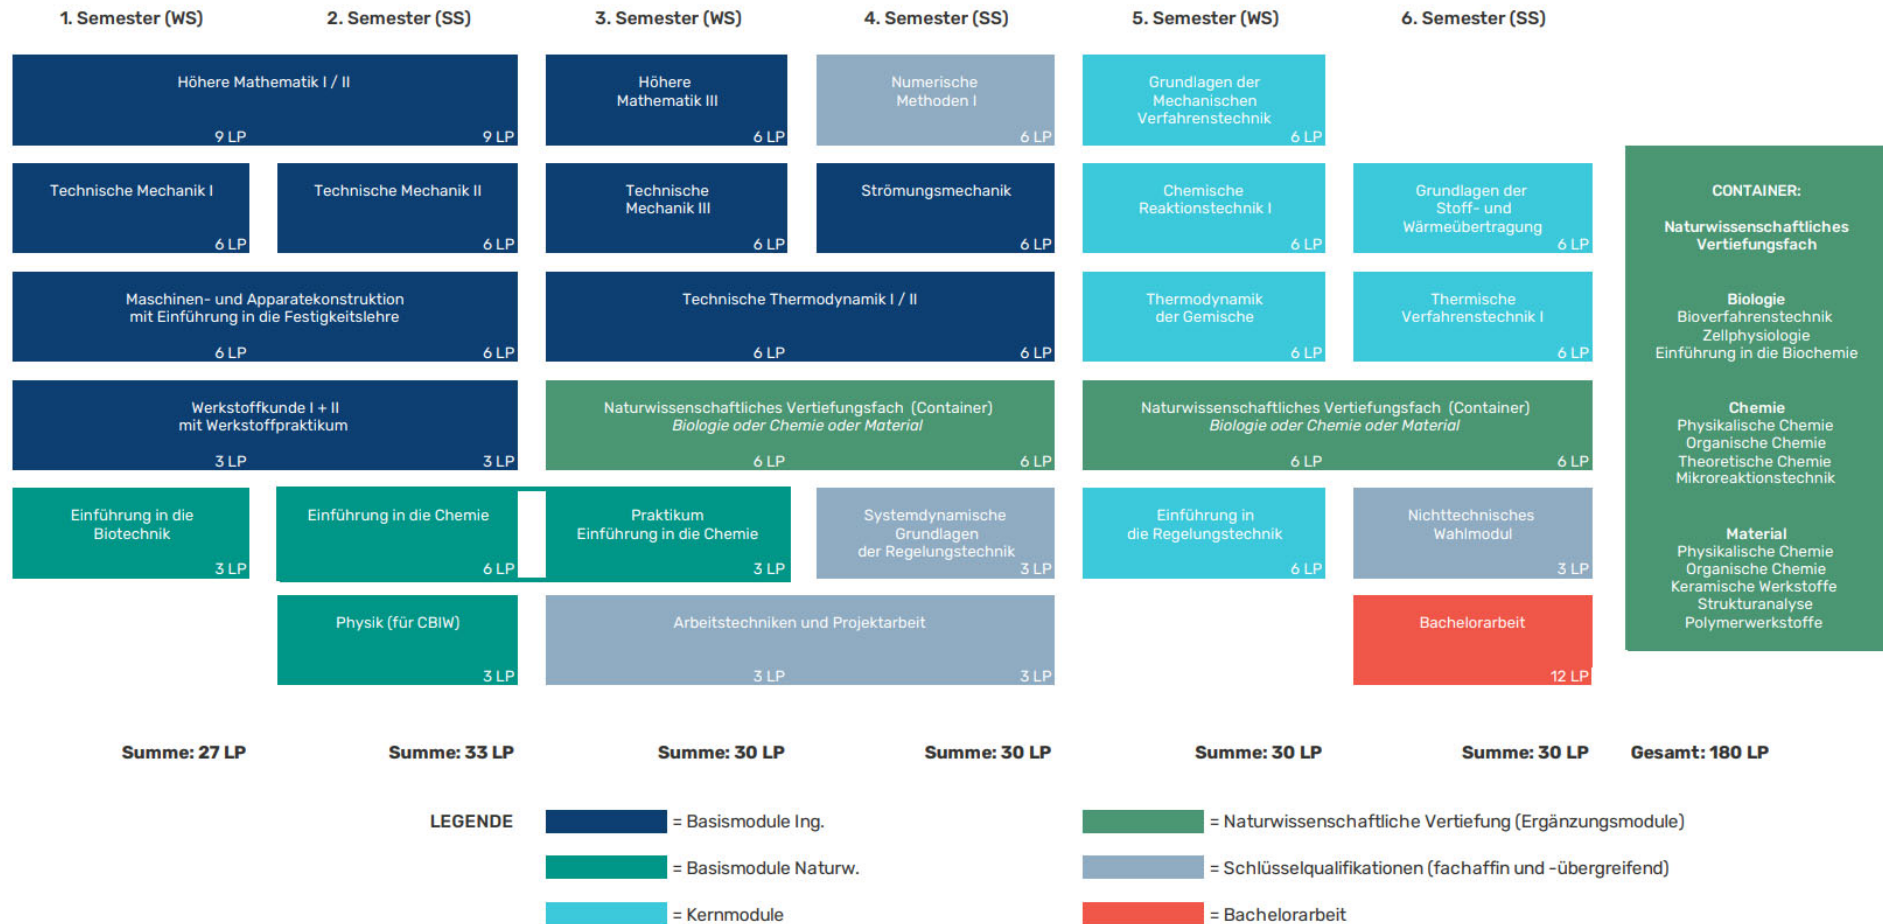 1. Semester (WS)
2. Semester (SS)
3. Semester (WS)
4. Semester (SS)
5. Semester (WS)
6. Semester (SS)
Höhere Mathematik I / II
9 LP
9 LP
Höhere
Mathematik III
6 LP
Numerische
Methoden I
6 LP
Grundlagen der
Mechanischen
Verfahrenstechnik
6 LP
Technische Mechanik I
6 LP
Technische Mechanik II
6 LP
Technische
Mechanik III
6 LP
Strömungsmechanik
6 LP
Chemische
Reaktionstechnik I
6 LP
Grundlagen der
Stoff- und
Wärmeübertragung
6 LP
Maschinen- und Apparatekonstruktion
mit Einführung in die Festigkeitslehre
6 LP
6 LP
Technische Thermodynamik I / II
6 LP
6 LP
Thermodynamik
der Gemische
6 LP
Thermische
Verfahrenstechnik I
6 LP
Werkstoffkunde I + II
mit Werkstoffpraktikum
3 LP
3 LP
Naturwissenschaftliches Vertiefungsfach (Container)
Biologie oder Chemie oder Material
6 LP
6 LP
Naturwissenschaftliches Vertiefungsfach (Container)
Biologie oder Chemie oder Material
6 LP
6 LP
Einführung in die
Biotechnik
3 LP
Einführung in die Chemie
6 LP
Praktikum
Einführung in die Chemie
3 LP
Systemdynamische
Grundlagen
der Regelungstechnik
3 LP
Einführung in
die Regelungstechnik
6 LP
Nichttechnisches
Wahlmodul
3 LP
Physik (für CBIW)
3 LP
Arbeitstechniken und Projektarbeit
3 LP
3 LP
Bachelorarbeit
12 LP
CONTAINER:
Naturwissenschaftliches
Vertiefungsfach
Biologie
Bioverfahrenstechnik
Zellphysiologie
Einführung in die Biochemie
Chemie
Physikalische Chemie
Organische Chemie
Theoretische Chemie
Mikroreaktionstechnik
Material
Physikalische Chemie
Organische Chemie
Keramische Werkstoffe
Strukturanalyse
Polymerwerkstoffe
Summe: 27 LP
Summe: 33 LP
Summe: 30 LP
Summe: 30 LP
Summe: 30 LP
Summe: 30 LP
Gesamt: 180 LP
LEGENDE
= Basismodule Ing.
= Naturwissenschaftliche Vertiefung (Ergänzungsmodule)
= Basismodule Naturw.
= Schlüsselqualifikationen (fachaffin und -übergreifend)
= Kernmodule
= Bachelorarbeit